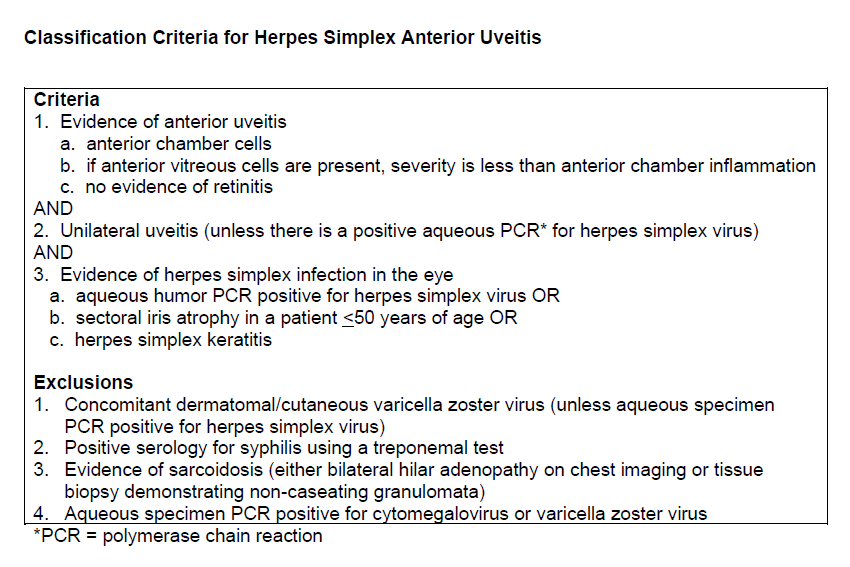 Classification Criteria for Herpes Simplex Anterior Uveitis
Criteria
1. Evidence of anterior uveitis
a. anterior chamber cells
b. if anterior vitreous cells are present, severity is less than anterior chamber inflammation
c. no evidence of retinitis
AND
2. Unilateral uveitis (unless there is a positive aqueous PCR* for herpes simplex virus)
AND
3. Evidence of herpes simplex infection in the eye
a. aqueous humor PCR positive for herpes simplex virus OR
b. sectoral iris atrophy in a patient ≤50 years of age OR
c. herpes simplex keratitis
Exclusions
1. Concomitant dermatomal/cutaneous varicella zoster virus (unless aqueous specimen
PCR positive for herpes simplex virus)
2. Positive serology for syphilis using a treponemal test
3. Evidence of sarcoidosis (either bilateral hilar adenopathy on chest imaging or tissue
biopsy demonstrating non-caseating granulomata)
4. Aqueous specimen PCR positive for cytomegalovirus or varicella zoster virus
*PCR = polymerase chain reaction